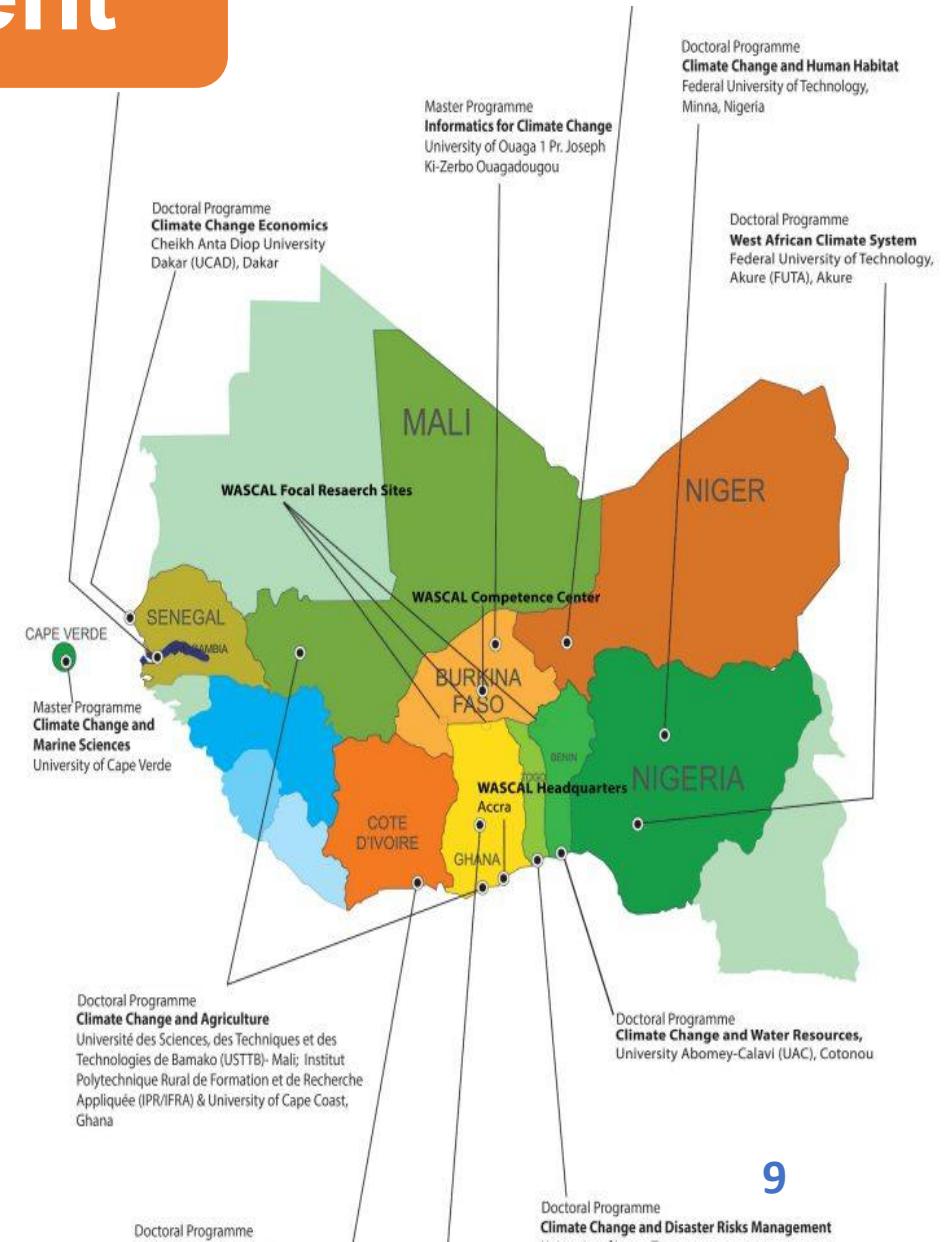 ent
Doctoral Programme
Climate Change and Human Habitat
Federal University of Technology,
Minna, Nigeria
Master Programme
Informatics for Climate Change
University of Ouaga 1 Pr. Joseph
Ki-Zerbo Ouagadougou
Doctoral Programme
Climate Change Economics
Cheikh Anta Diop University
Dakar (UCAD), Dakar
Doctoral Programme
West African Climate System
Federal University of Technology,
Akure (FUTA), Akure
MALI
WASCAL Focal Resaerch Sites
NIGER
WASCAL Competence Center
SENEGAL
CAPE VERDE
GAMBIA
BURKINA
FASO
Master Programme
Climate Change and
Marine Sciences
University of Cape Verde
BENIN
TOGO
NIGERIA
WASCAL Headquarters
Accra
COTE
D'IVOIRE
GHANA
Doctoral Programme
Climate Change and Agriculture
Université des Sciences, des Techniques et des
Technologies de Bamako (USTTB)- Mali; Institut
Polytechnique Rural de Formation et de Recherche
Appliquée (IPR/IFRA) & University of Cape Coast,
Ghana
Doctoral Programme
Climate Change and Water Resources,
University Abomey-Calavi (UAC), Cotonou
9
Doctoral Programme
Climate Change and Disaster Risks Management
Doctoral Programme